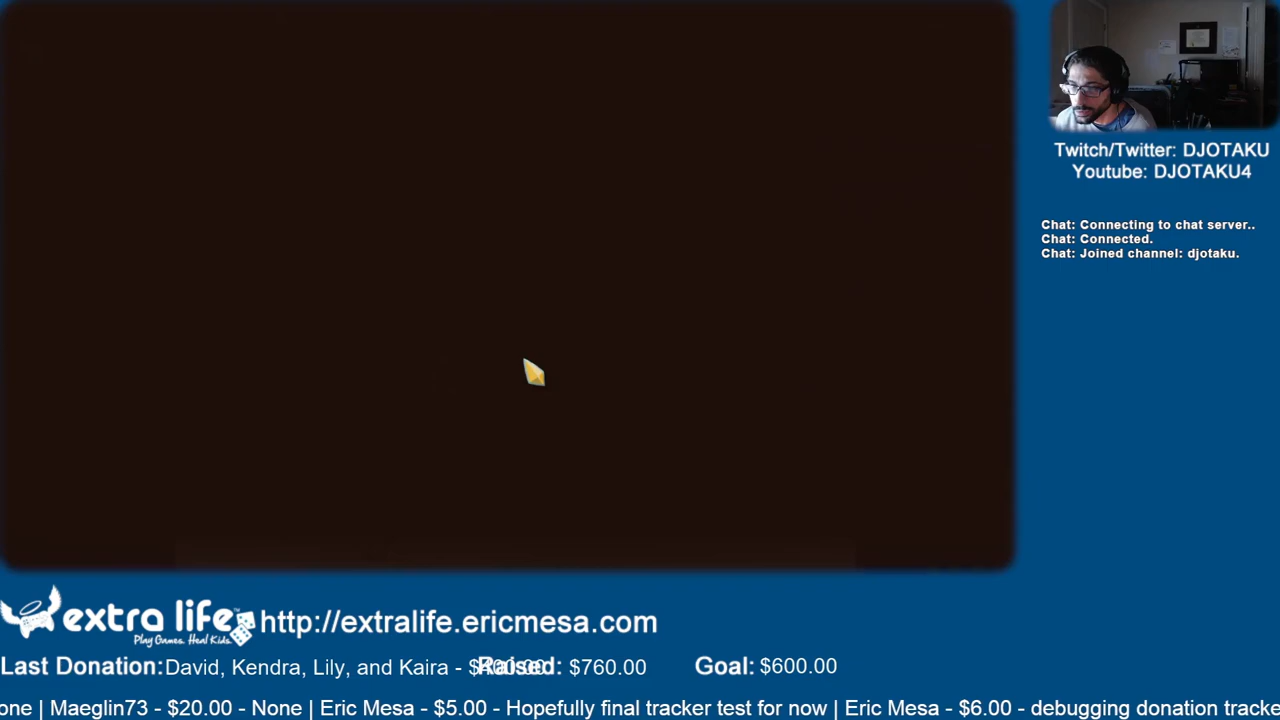 Twitch/Twitter: DJOTAKU
Youtube: DJOTAKU4
Chat: Connecting to chat server..
Chat: Connected.
Chat: Joined channel: djotaku.
extra life
Play Games. Heal Kids.
http://extralife.ericmesa.com
Last Donation: David, Kendra, Lily, and Kaira - Raised: $760.00 Goal: $600.00
one | Maeglin73 - $20.00 - None | Eric Mesa - $5.00 - Hopefully final tracker test for now | Eric Mesa - $6.00 - debugging donation tracke